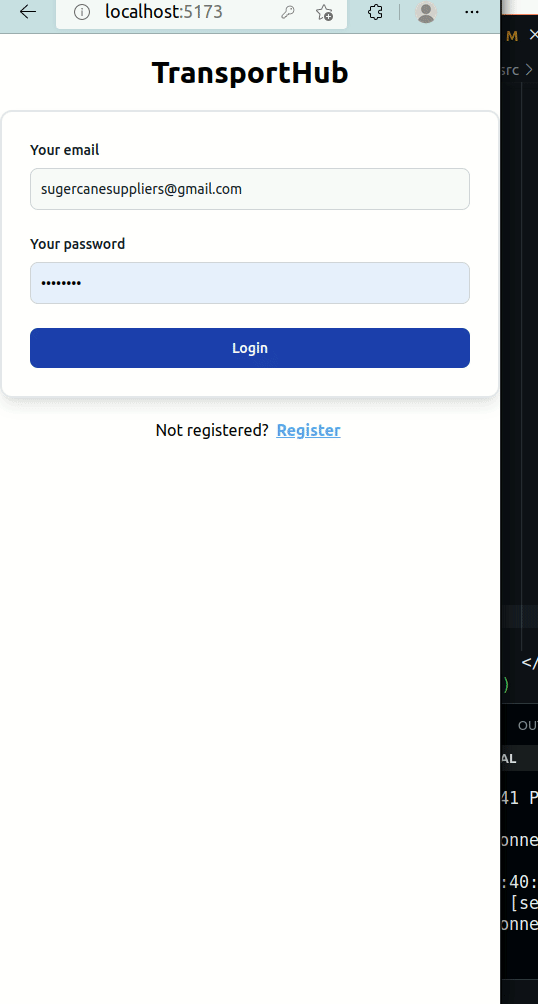 localhost:5173
M
src
TransportHub
Your email
sugercanesuppliers@gmail.com
Your password
••••••••
Login
Not registered? Register
</
)
OU
AL
41 P
onne
:40:
[se
onne